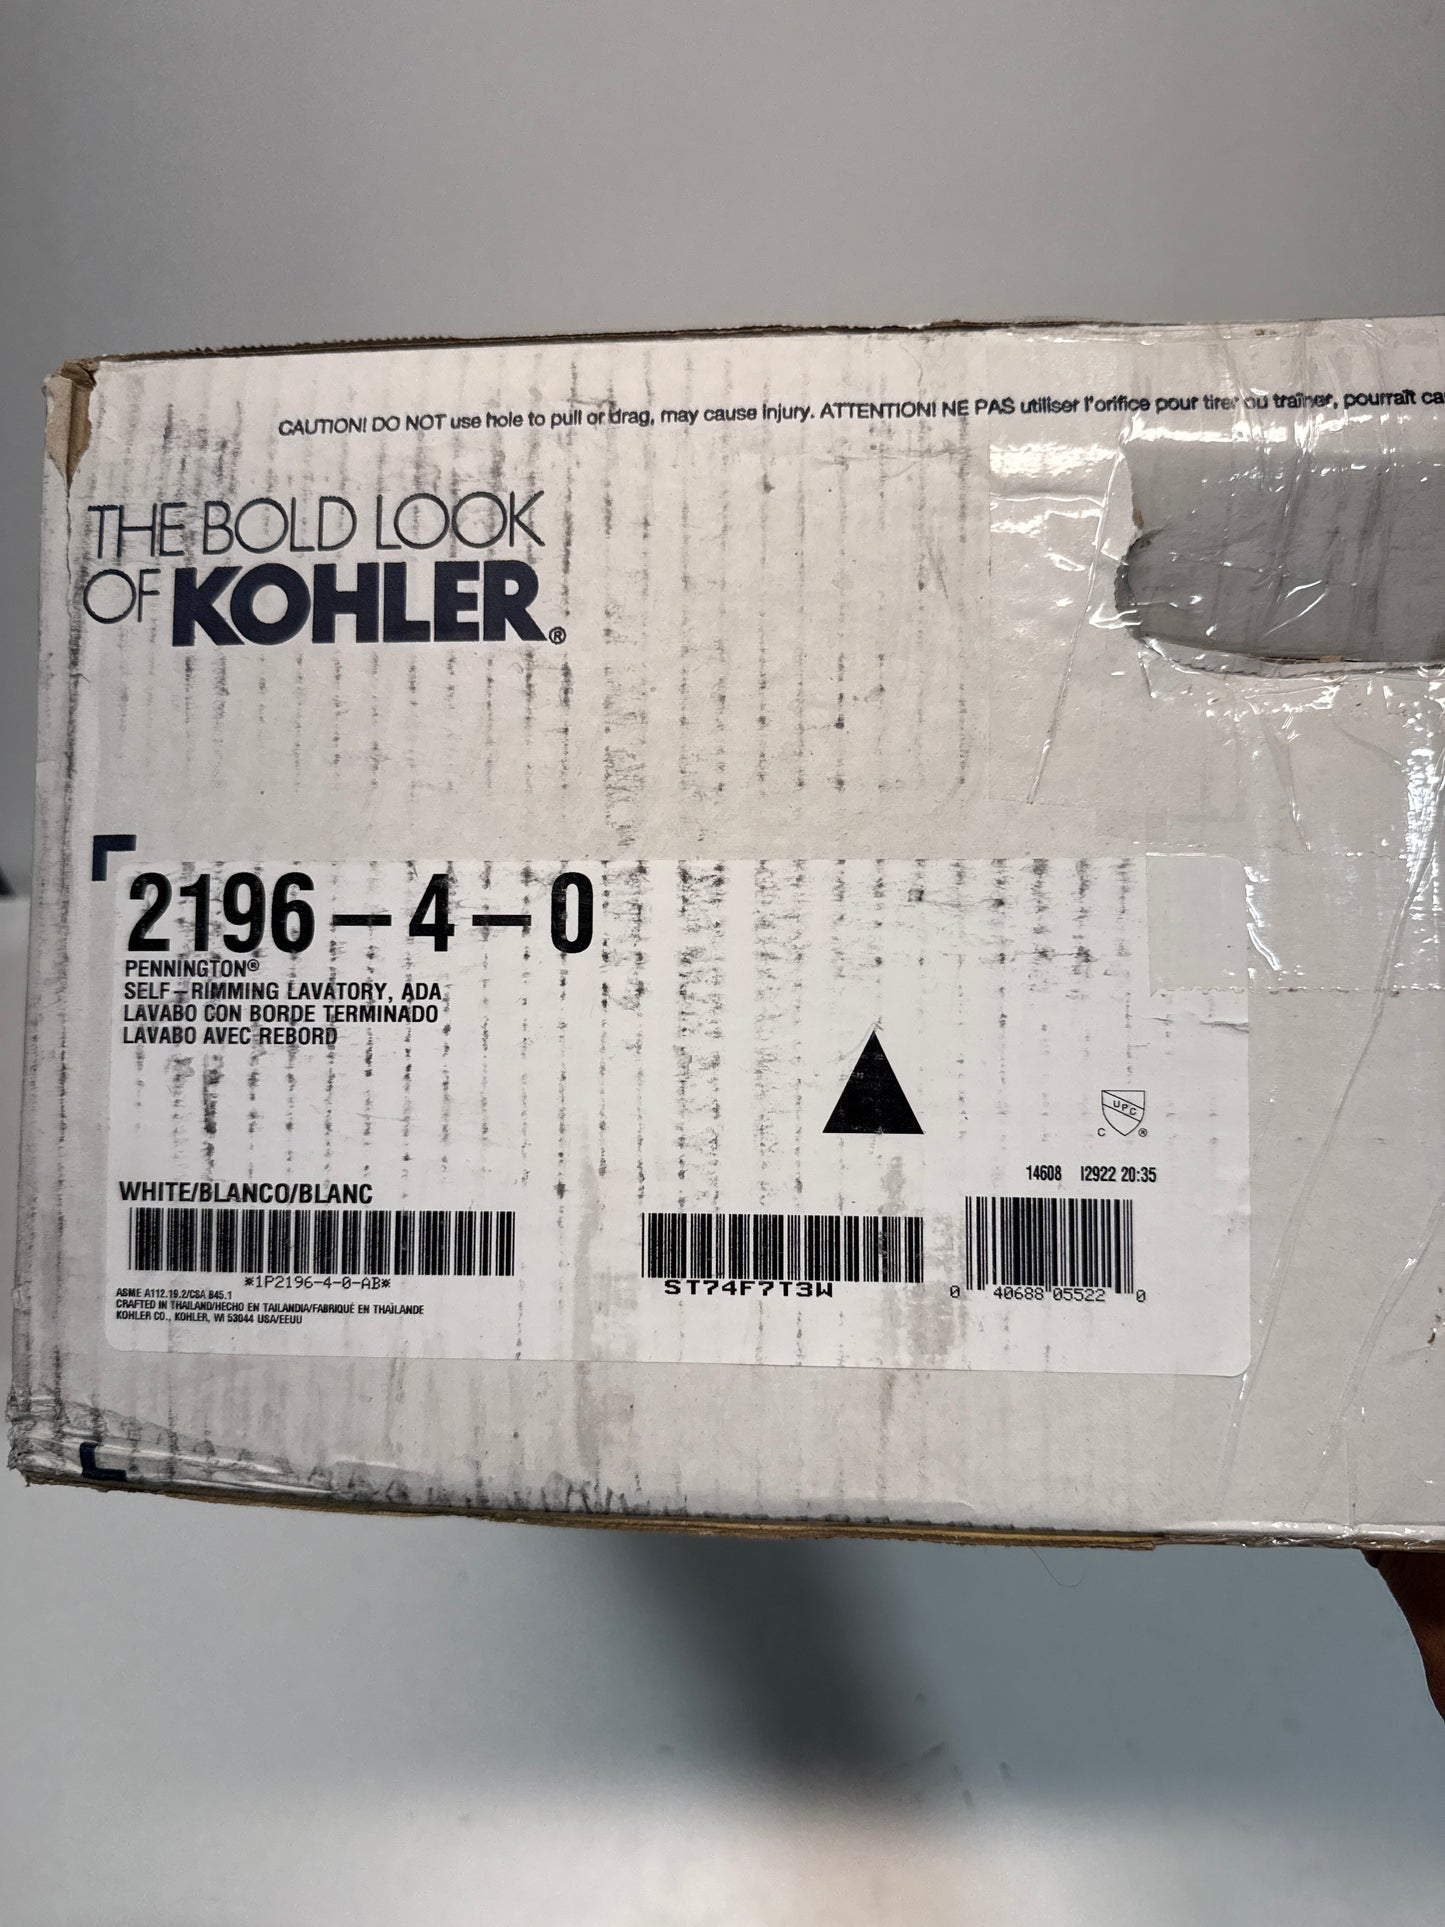 CAUTION! DO NOT use hole to pull or drag, may cause injury. ATTENTION! NE PAS utiliser l'orifice pour tirer ou traîner, pourraît ca
THE BOLD LOOK
OF KOHLER®
2196-4-0
PENNINGTON®
SELF-RIMMING LAVATORY, ADA
LAVABO CON BORDE TERMINADO
LAVABO AVEC REBORD
UPC
C ®
14608 I2922 20:35
WHITE/BLANCO/BLANC
*1P2196-4-0-AB*
ST74F7T3W
0 40688 05522 0
ASME A112.19.2/CSA B45.1
CRAFTED IN THAILAND/HECHO EN TAILANDIA/FABRIQUÉ EN THAÏLANDE
KOHLER CO., KOHLER, WI 53044 USA/EEUU